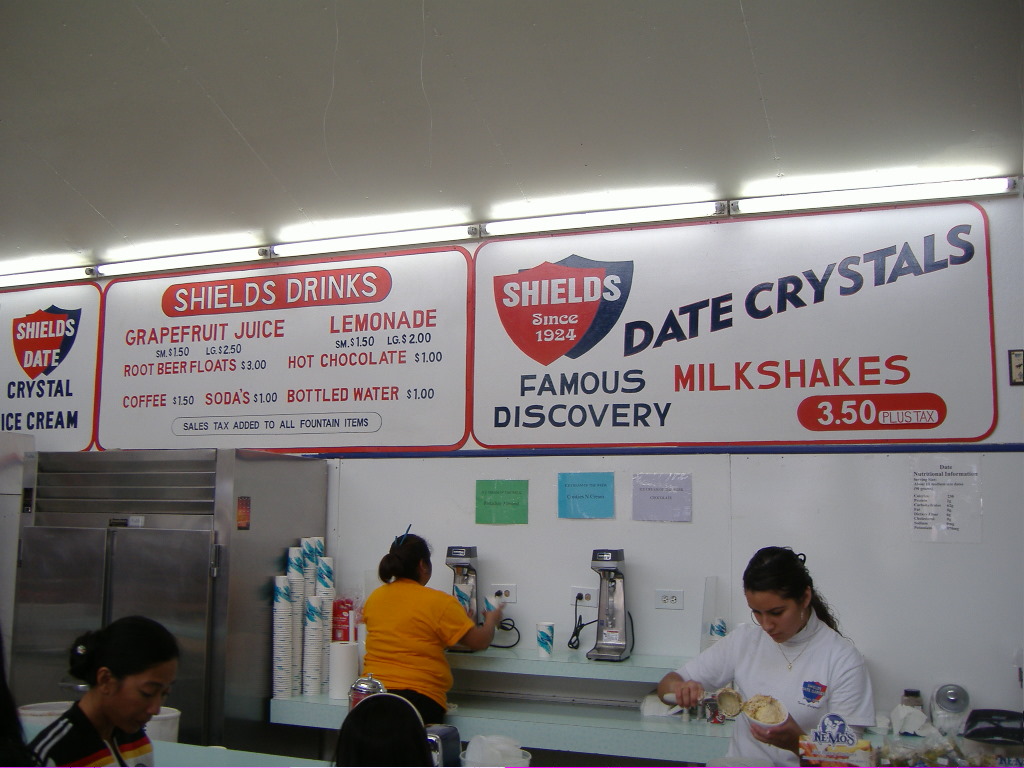 SHIELDS
DATE
CRYSTAL
ICE CREAM
SHIELDS DRINKS
GRAPEFRUIT JUICE
SM. $1.50 LG. $2.50
LEMONADE
SM. $1.50 LG. $2.00
ROOT BEER FLOATS $3.00
HOT CHOCOLATE $1.00
COFFEE $1.50 SODA'S $1.00 BOTTLED WATER $1.00
SALES TAX ADDED TO ALL FOUNTAIN ITEMS
SHIELDS
Since
1924
DATE CRYSTALS
FAMOUS
DISCOVERY
MILKSHAKES
3.50 PLUS TAX
Date
Nutritional Information
NEMO'S